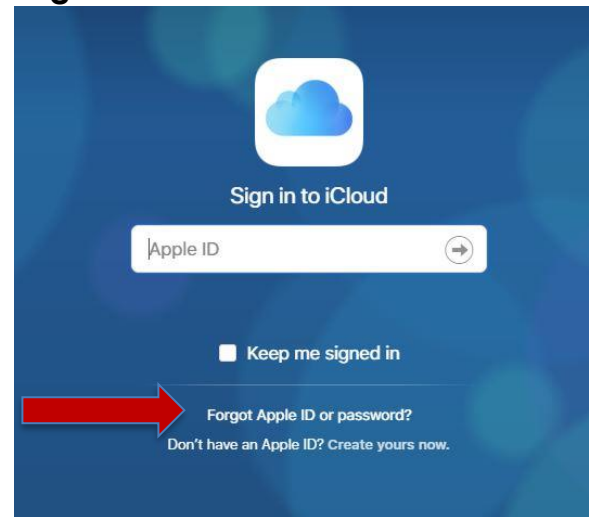 Sign in to iCloud
Apple ID
Keep me signed in
Forgot Apple ID or password?
Don't have an Apple ID? Create yours now.